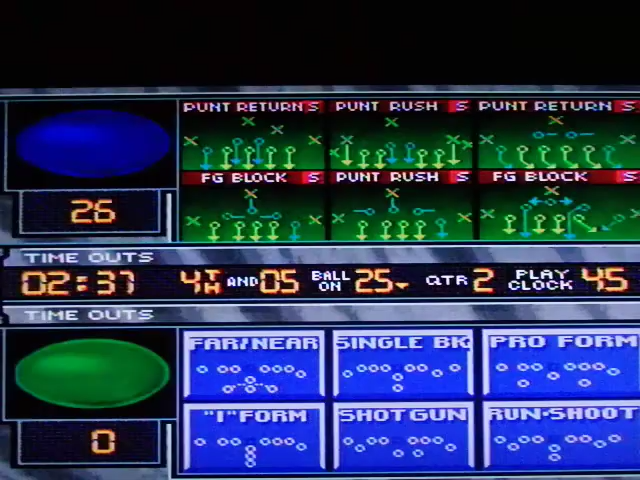 PUNT RETURN S PUNT RUSH S PUNT RETURN S
FG BLOCK S PUNT RUSH S FG BLOCK S
26
TIME OUTS
02:37 4TH AND 05 BALL ON 25 QTR 2 PLAY CLOCK 45
TIME OUTS
FAR/NEAR SINGLE BK PRO FORM
"I" FORM SHOTGUN RUN-SHOOT
0